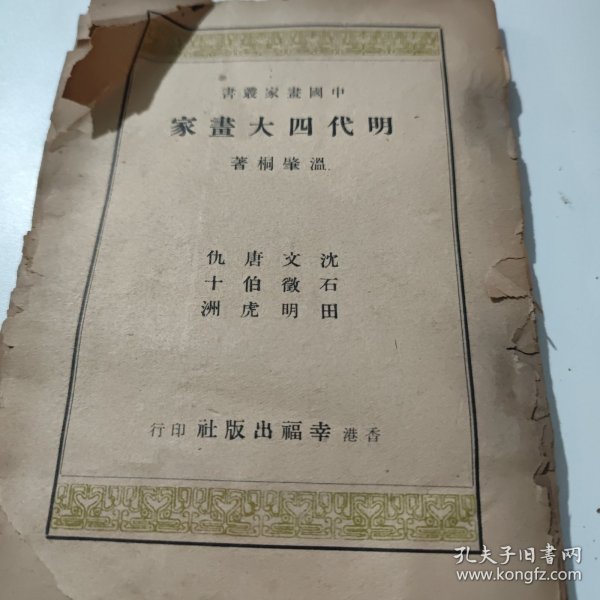 中國畫家叢書
明代四大畫家
溫肇桐著
沈石田
文徵明
唐伯虎
仇十洲
香港幸福出版社印行
孔夫子旧书网
www.kongfz.com